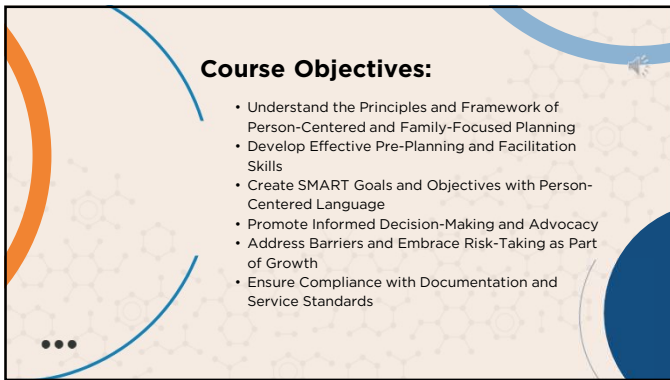 Course Objectives:
• Understand the Principles and Framework of
Person-Centered and Family-Focused Planning
• Develop Effective Pre-Planning and Facilitation
Skills
• Create SMART Goals and Objectives with Person-
Centered Language
• Promote Informed Decision-Making and Advocacy
• Address Barriers and Embrace Risk-Taking as Part
of Growth
• Ensure Compliance with Documentation and
Service Standards